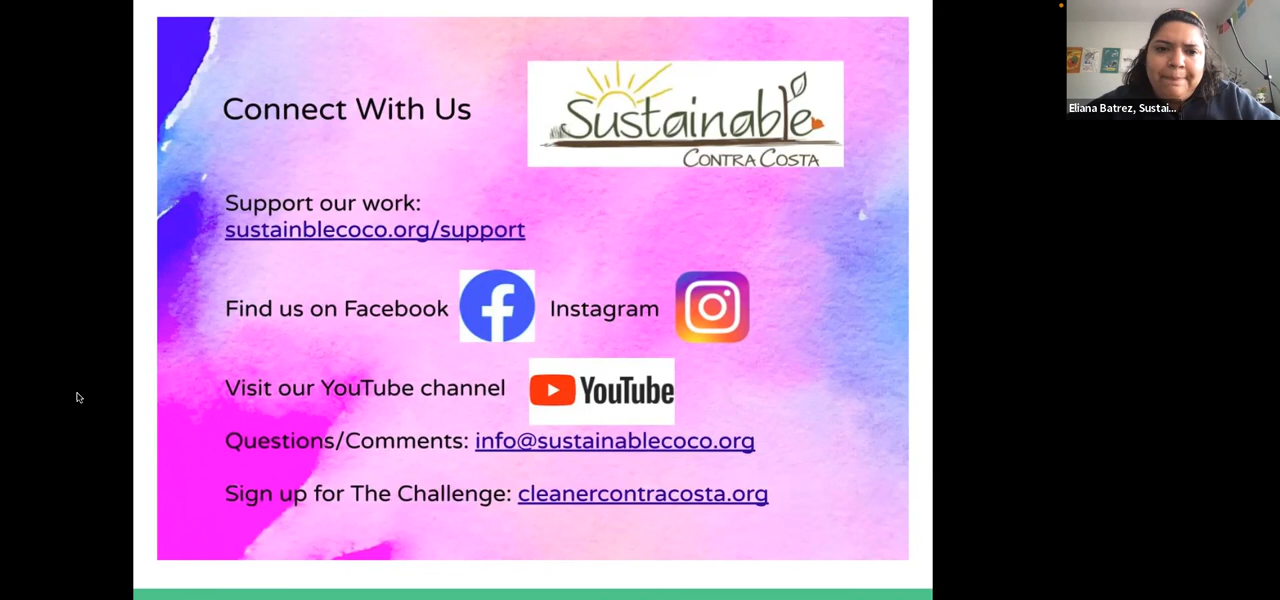 Connect With Us
Sustainable
CONTRA COSTA
Support our work:
sustainblecoco.org/support
Find us on Facebook
Instagram
Visit our YouTube channel
YouTube
Questions/Comments: info@sustainablecoco.org
Sign up for The Challenge: cleanercontracosta.org
Eliana Batrez, Sustai...